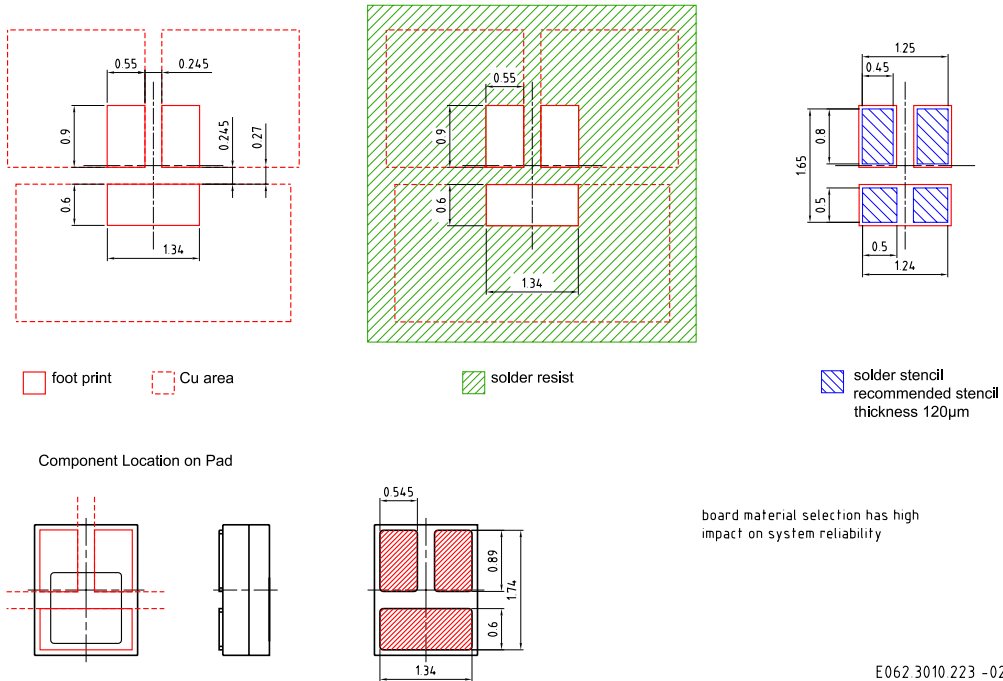 0.55
0.245
0.9
0.245
0.27
0.6
1.34
0.55
0.9
0.6
1.34
1.25
0.45
0.8
1.65
0.5
0.5
1.24
foot print
Cu area
solder resist
solder stencil
recommended stencil
thickness 120µm
Component Location on Pad
0.545
0.89
1.74
0.6
1.34
board material selection has high
impact on system reliability
E062.3010.223 -02